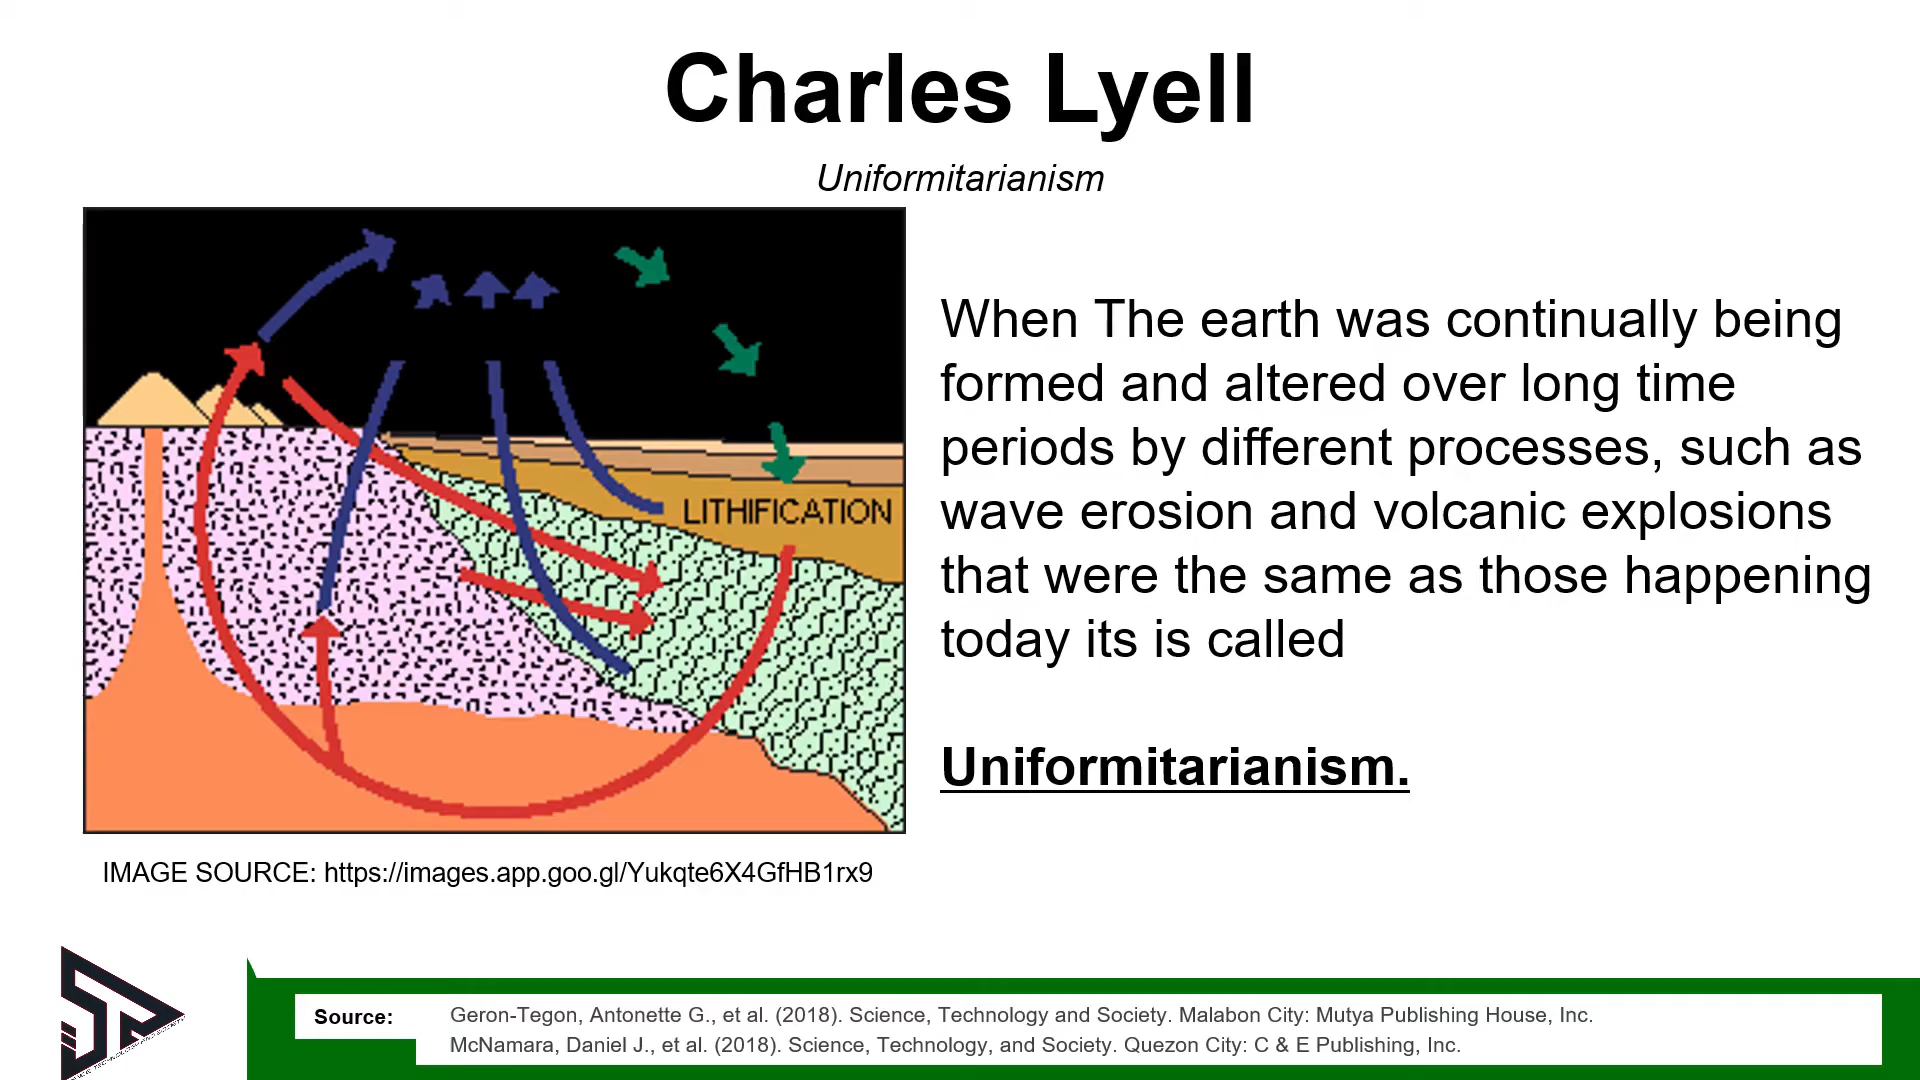 Charles Lyell
Uniformitarianism
LITHIFICATION
When The earth was continually being
formed and altered over long time
periods by different processes, such as
wave erosion and volcanic explosions
that were the same as those happening
today its is called
Uniformitarianism.
IMAGE SOURCE: https://images.app.goo.gl/Yukqte6X4GfHB1rx9
Source:
Geron-Tegon, Antonette G., et al. (2018). Science, Technology and Society. Malabon City: Mutya Publishing House, Inc.
McNamara, Daniel J., et al. (2018). Science, Technology, and Society. Quezon City: C & E Publishing, Inc.